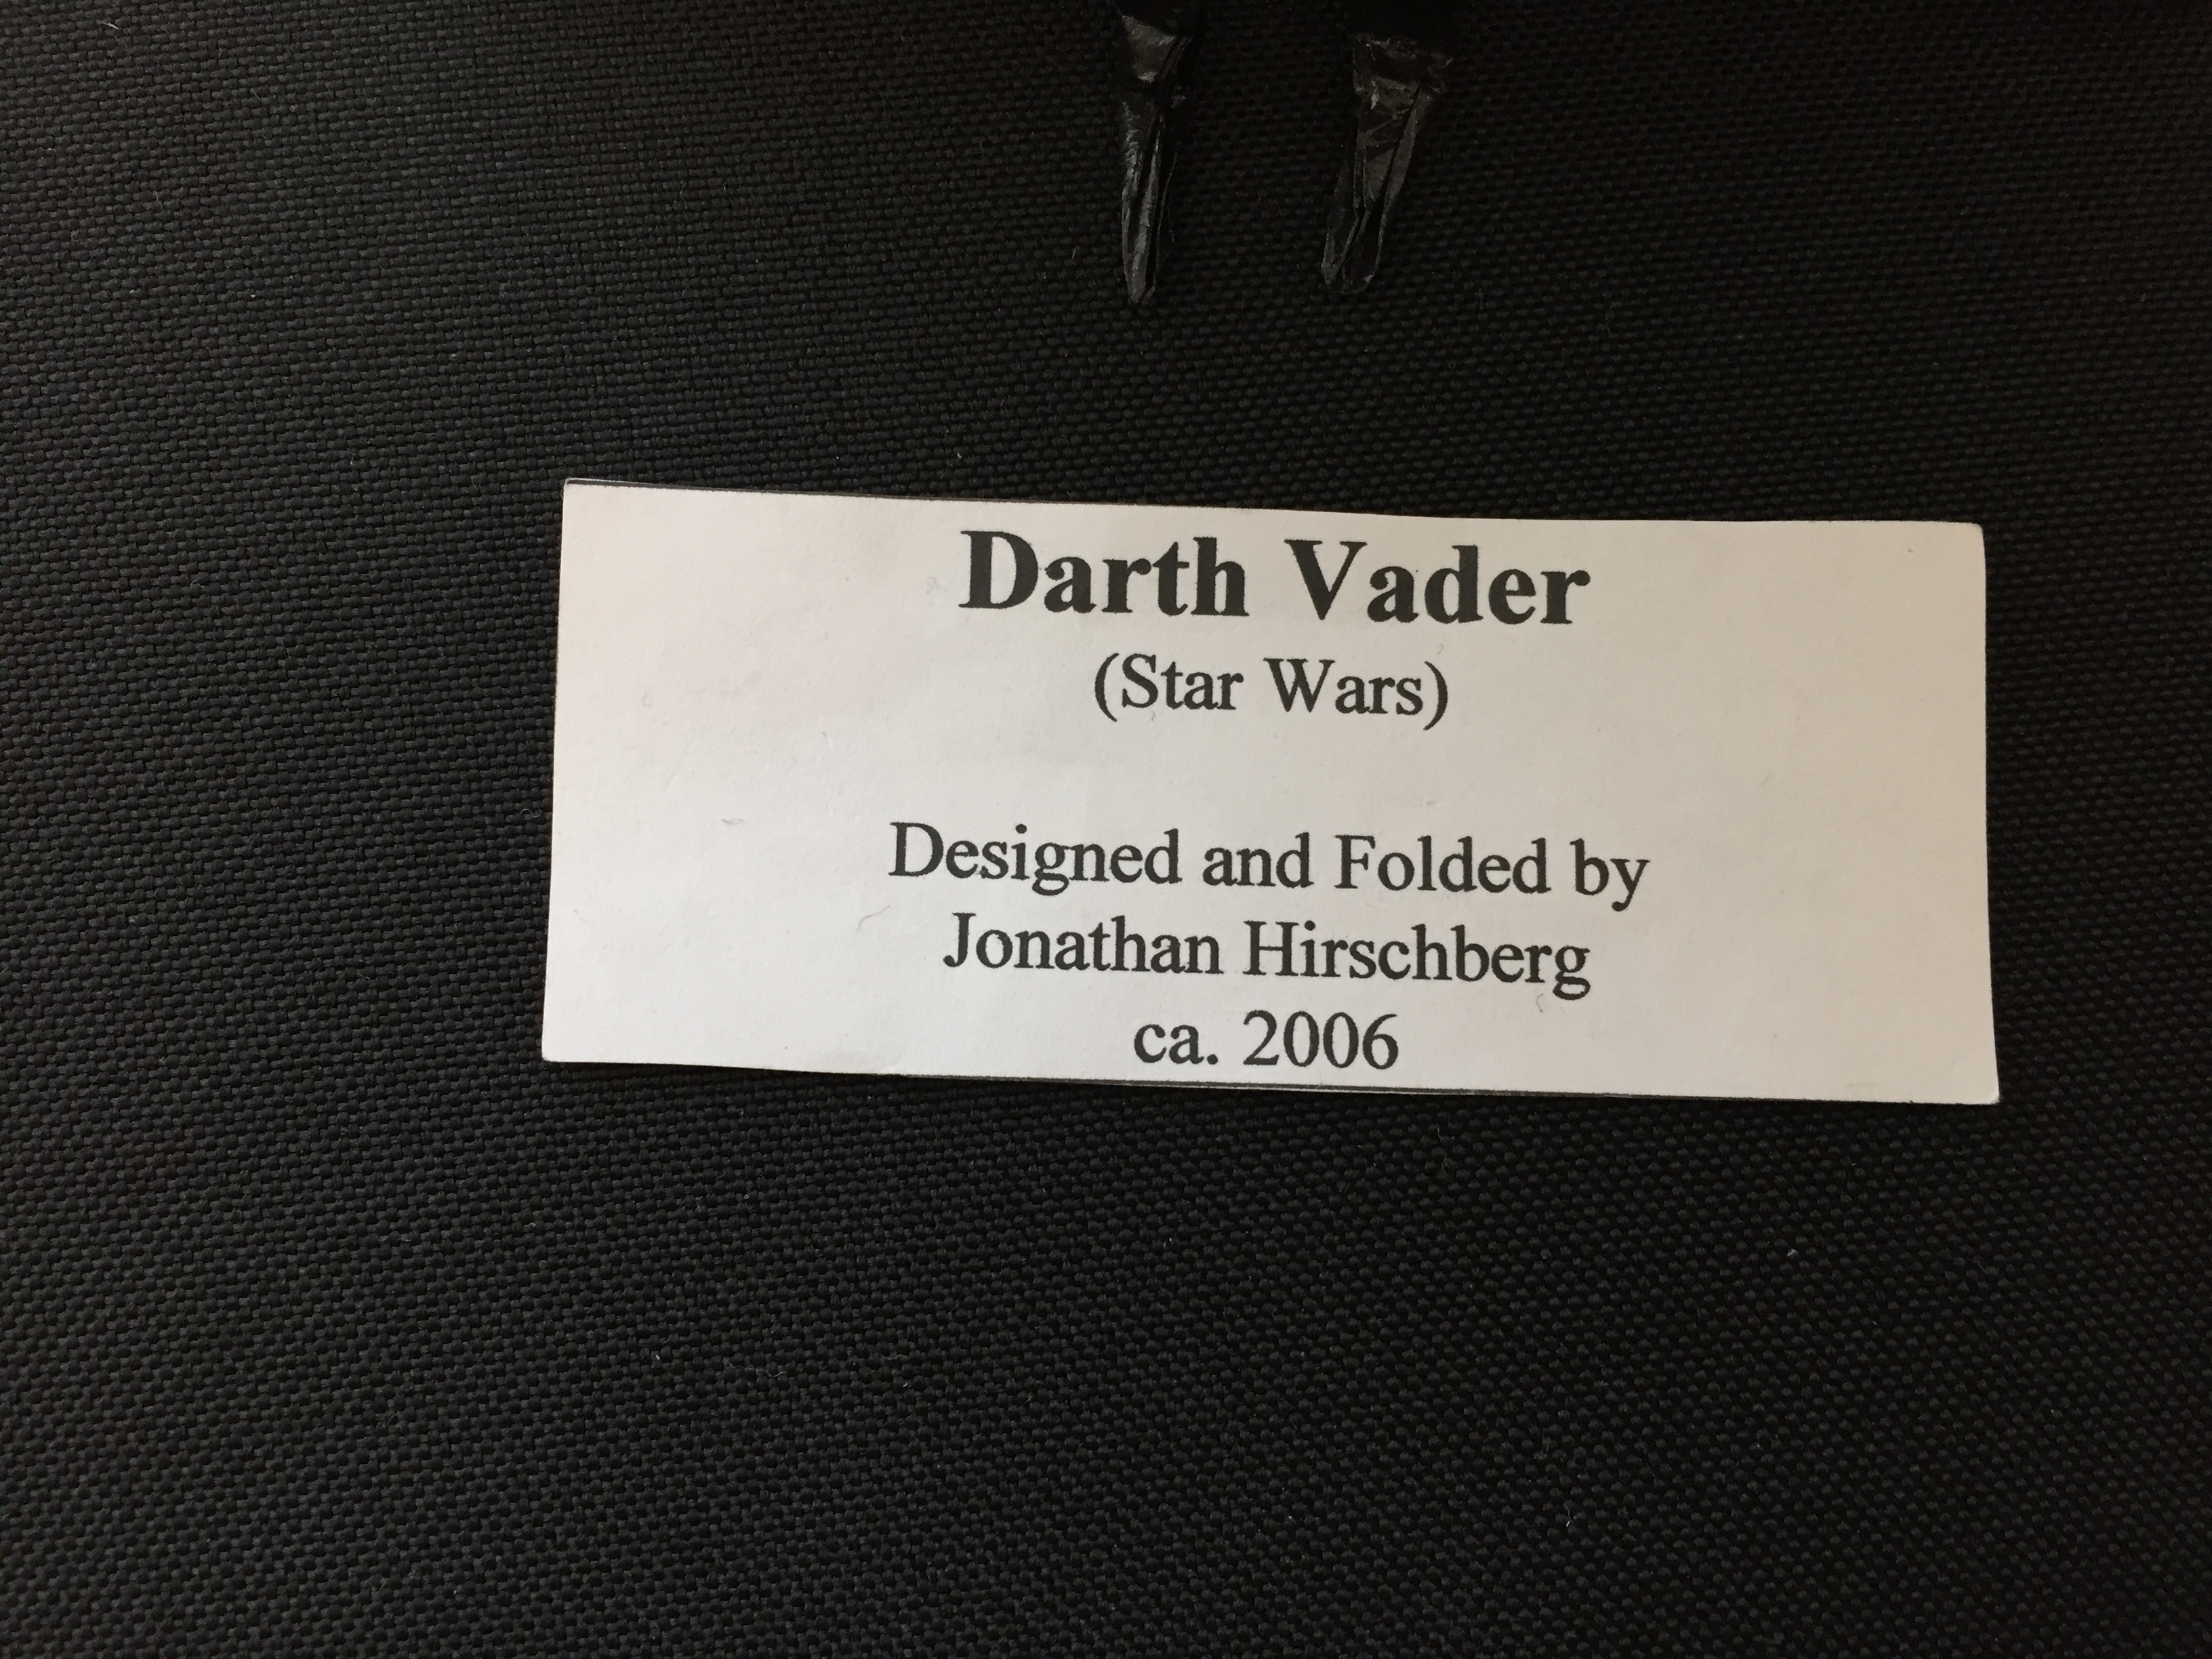 Darth Vader
(Star Wars)
Designed and Folded by
Jonathan Hirschberg
ca. 2006